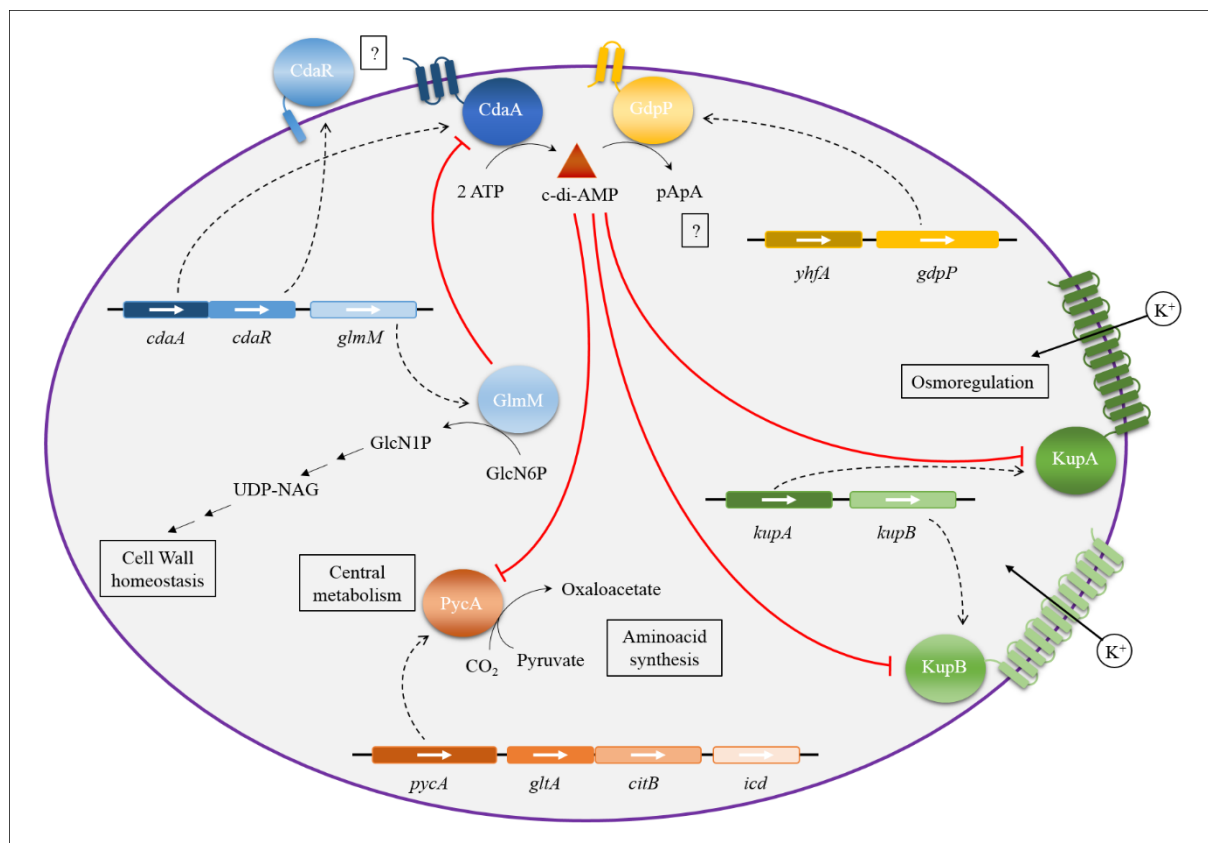 CdaR
?
CdaA
GdpP
2 ATP
c-di-AMP
pApA
?
yhfA
gdpP
cdaA
cdaR
glmM
K+
Osmoregulation
GlmM
GlcN1P
GlcN6P
UDP-NAG
KupA
kupA
kupB
Cell Wall
homeostasis
Central
metabolism
PycA
Oxaloacetate
CO2
Pyruvate
Aminoacid
synthesis
KupB
K+
pycA
gltA
citB
icd